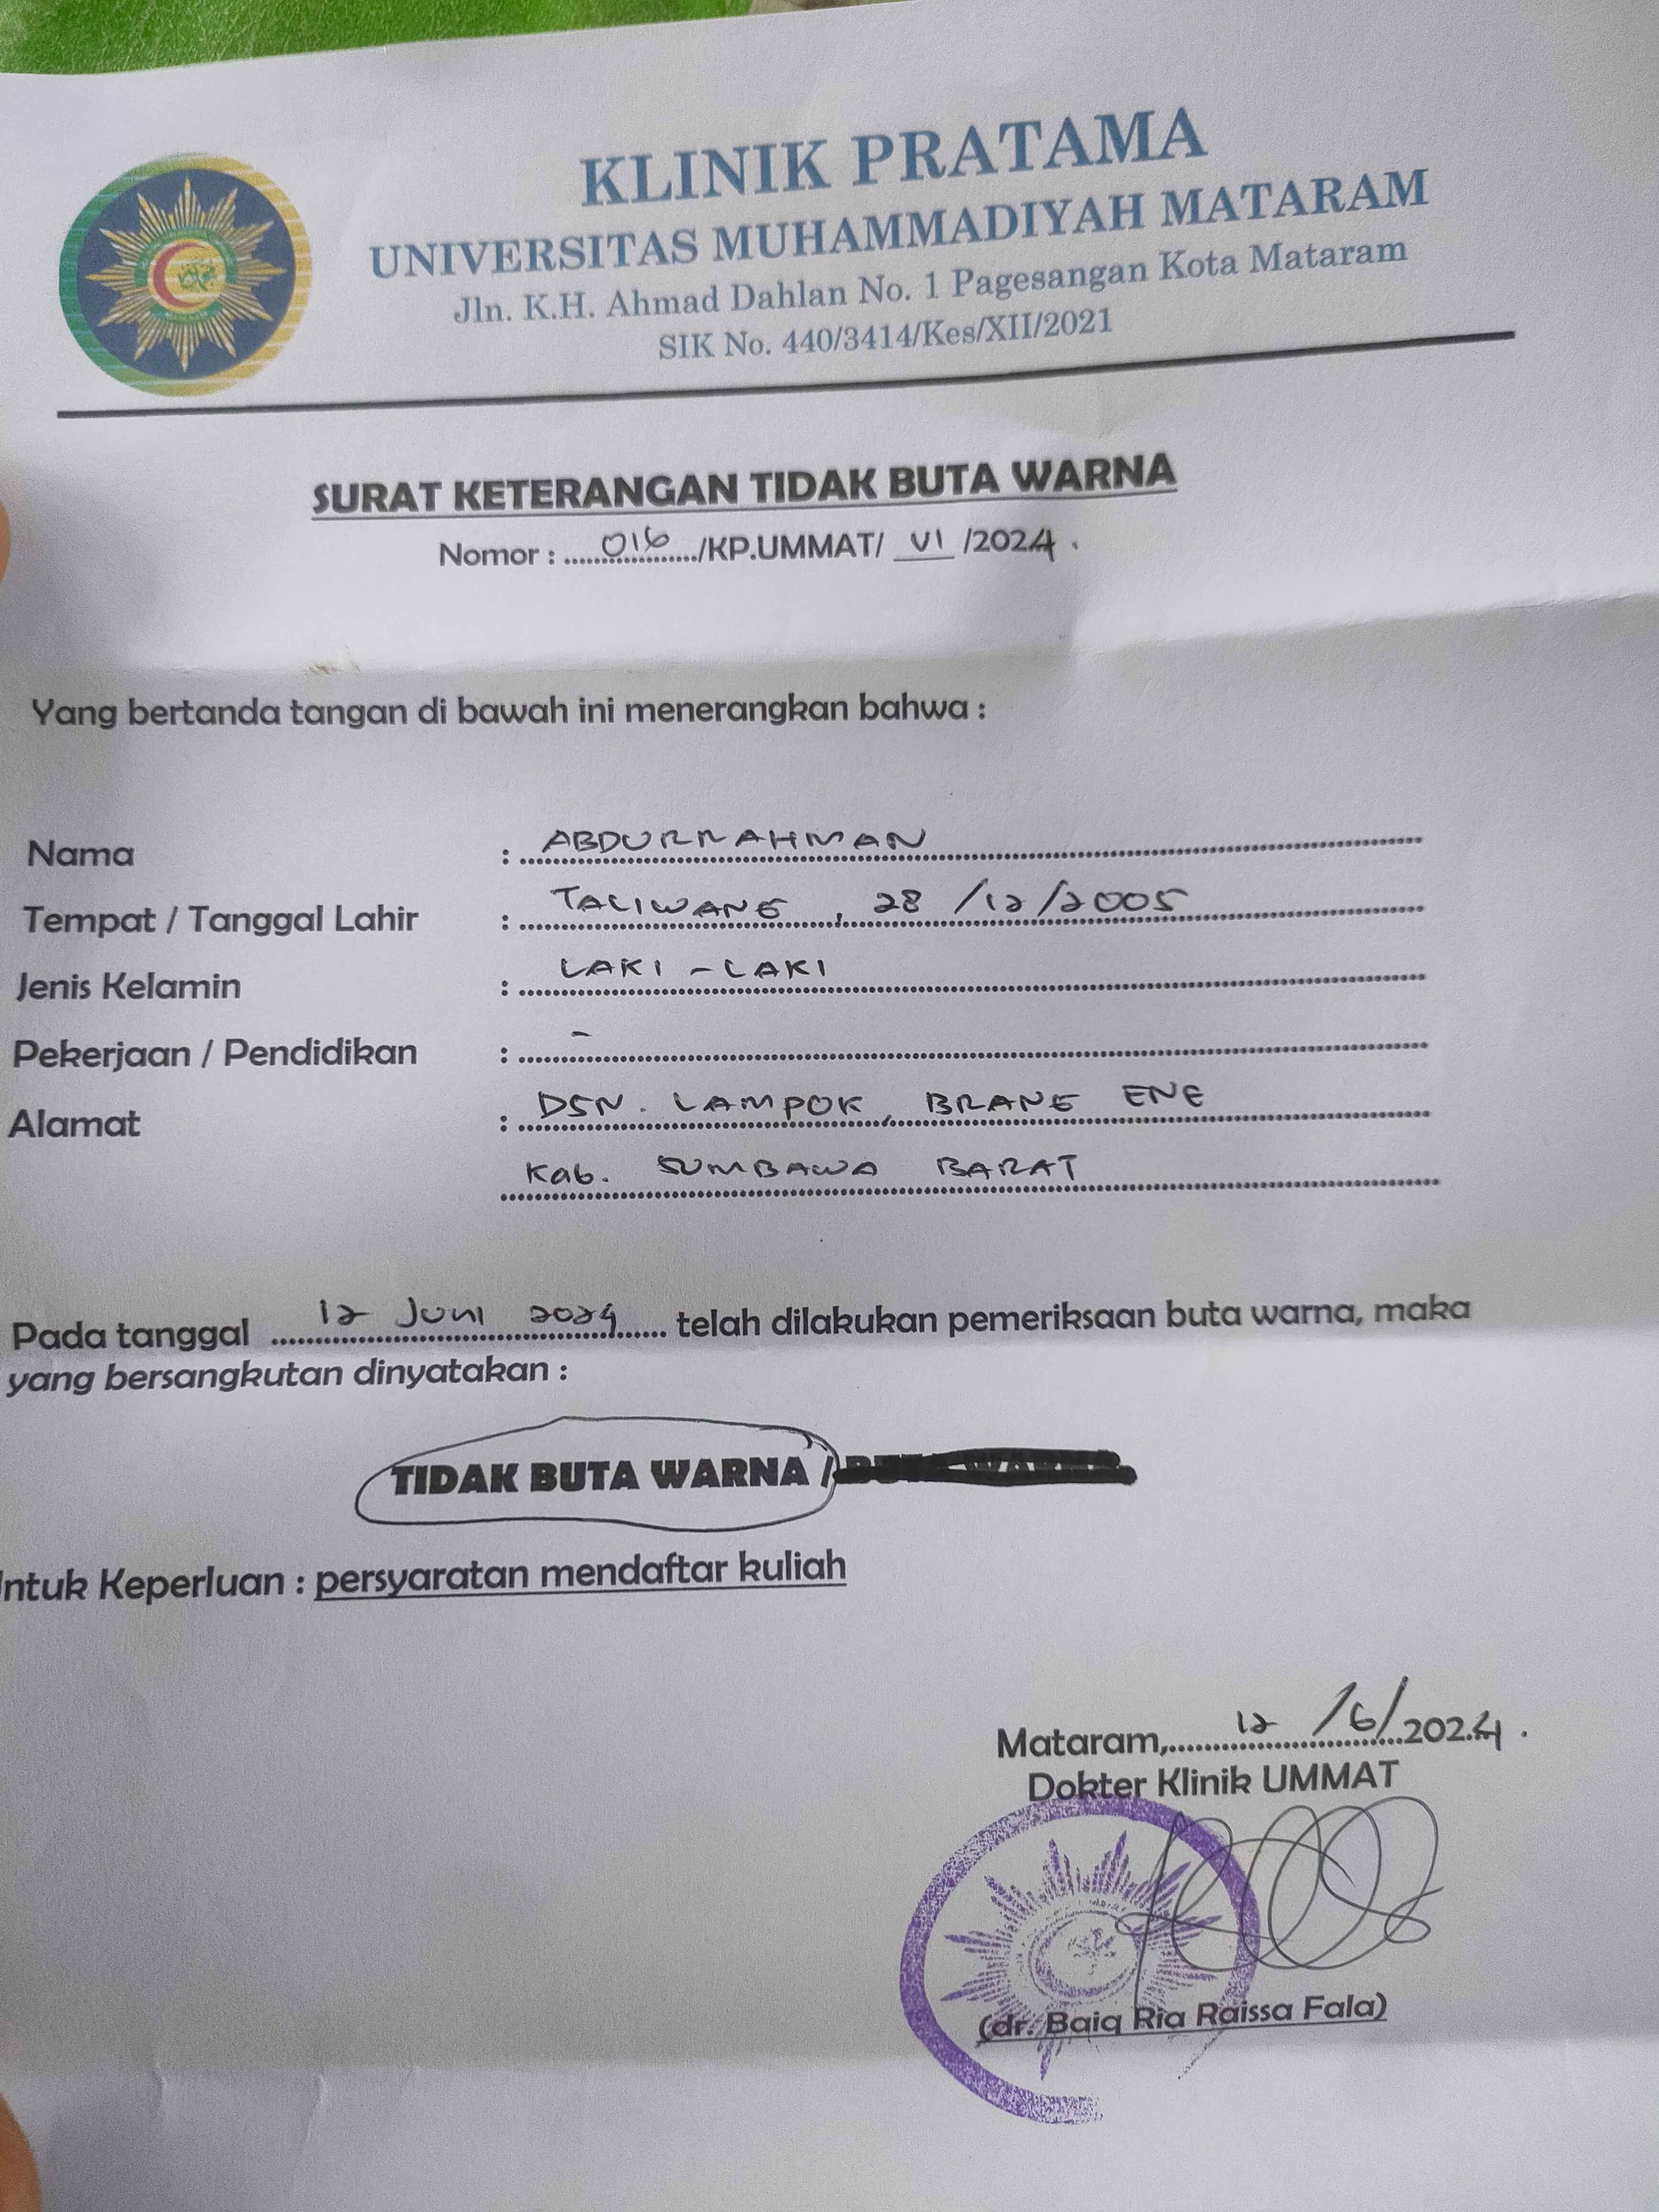 KLINIK PRATAMA
UNIVERSITAS MUHAMMADIYAH MATARAM
Jln. K.H. Ahmad Dahlan No. 1 Pagesangan Kota Mataram
SIK No. 440/3414/Kes/XII/2021
SURAT KETERANGAN TIDAK BUTA WARNA
Nomor : .....016...../KP.UMMAT/ VI /2024.
Yang bertanda tangan di bawah ini menerangkan bahwa :
Nama : ABDURRAHMAN
Tempat / Tanggal Lahir : TALIWANG, 28 /12/2005
Jenis Kelamin : LAKI - LAKI
Pekerjaan / Pendidikan : -
Alamat : DSN. LAMPOK, BRANG ENE
Kab. SUMBAWA BARAT
Pada tanggal 12 Juni 2024 telah dilakukan pemeriksaan buta warna, maka
yang bersangkutan dinyatakan :
TIDAK BUTA WARNA / BUTA WARNA
ntuk Keperluan : persyaratan mendaftar kuliah
Mataram, 12 /6/2024.
Dokter Klinik UMMAT
(dr. Baiq Ria Raissa Fala)